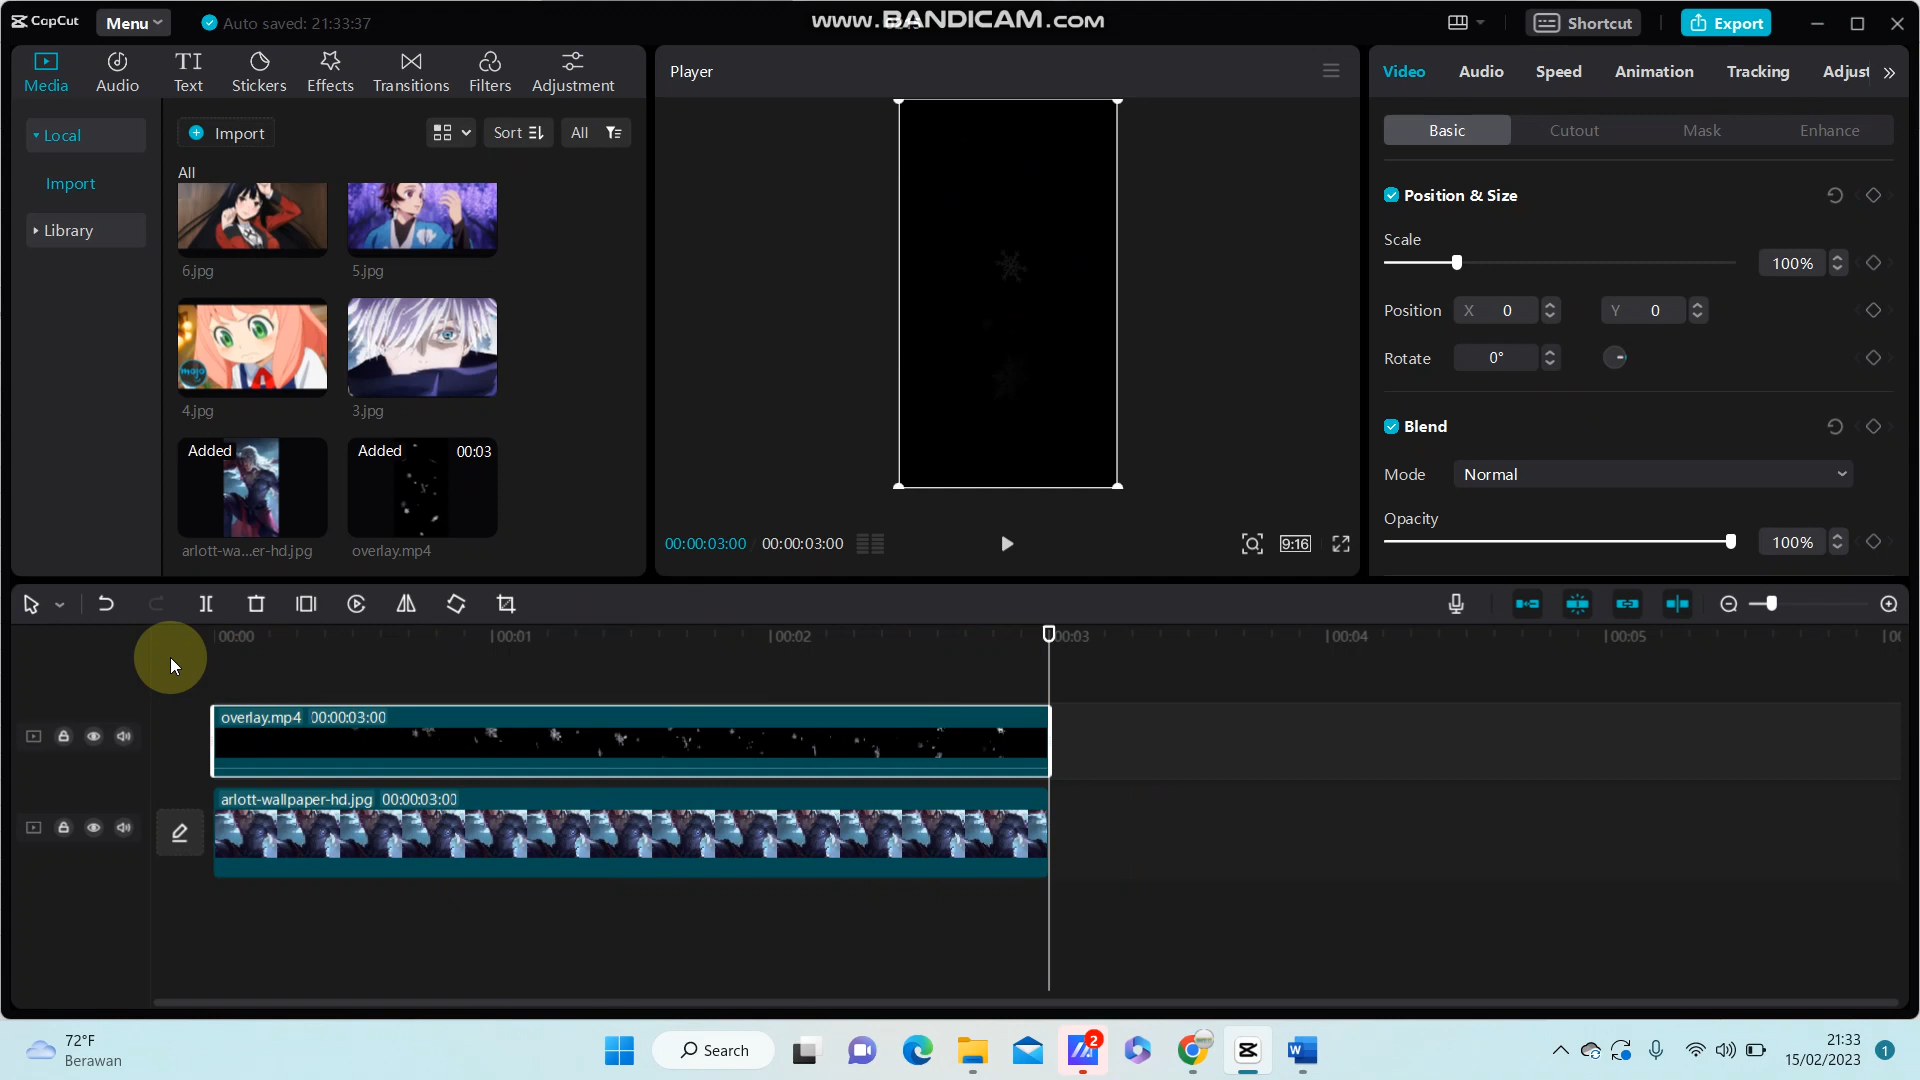 CapCut
Menu
Auto saved: 21:33:37
www.BANDICAM.COM
Shortcut
Export
Media
Audio
TI
Text
Stickers
Effects
Transitions
Filters
Adjustment
Player
Video
Audio
Speed
Animation
Tracking
Adjust
Local
Import
Sort
All
Basic
Cutout
Mask
Enhance
All
Import
Library
Position & Size
6.jpg
5.jpg
Scale
100%
Position
X 0
Y 0
Rotate
0°
mojo
4.jpg
3.jpg
Blend
Added
Added
00:03
Mode
Normal
Opacity
100%
arlott-wa...er-hd.jpg
overlay.mp4
00:00:03:00
00:00:03:00
9:16
00:00
00:01
00:02
00:03
00:04
00:05
overlay.mp4 00:00:03:00
arlott-wallpaper-hd.jpg 00:00:03:00
72°F
Berawan
Search
2
21:33
15/02/2023
1